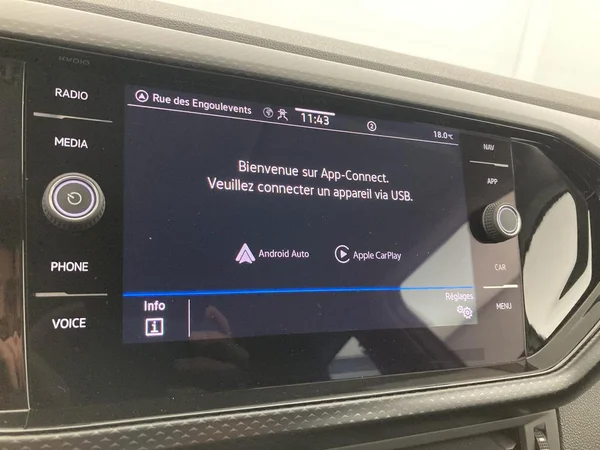 RADIO
MEDIA
PHONE
VOICE
Rue des Engoulevents
11:43
2
18.0°C
Bienvenue sur App-Connect.
Veuillez connecter un appareil via USB.
Android Auto
Apple CarPlay
Réglages
Info
i
NAV
APP
CAR
MENU